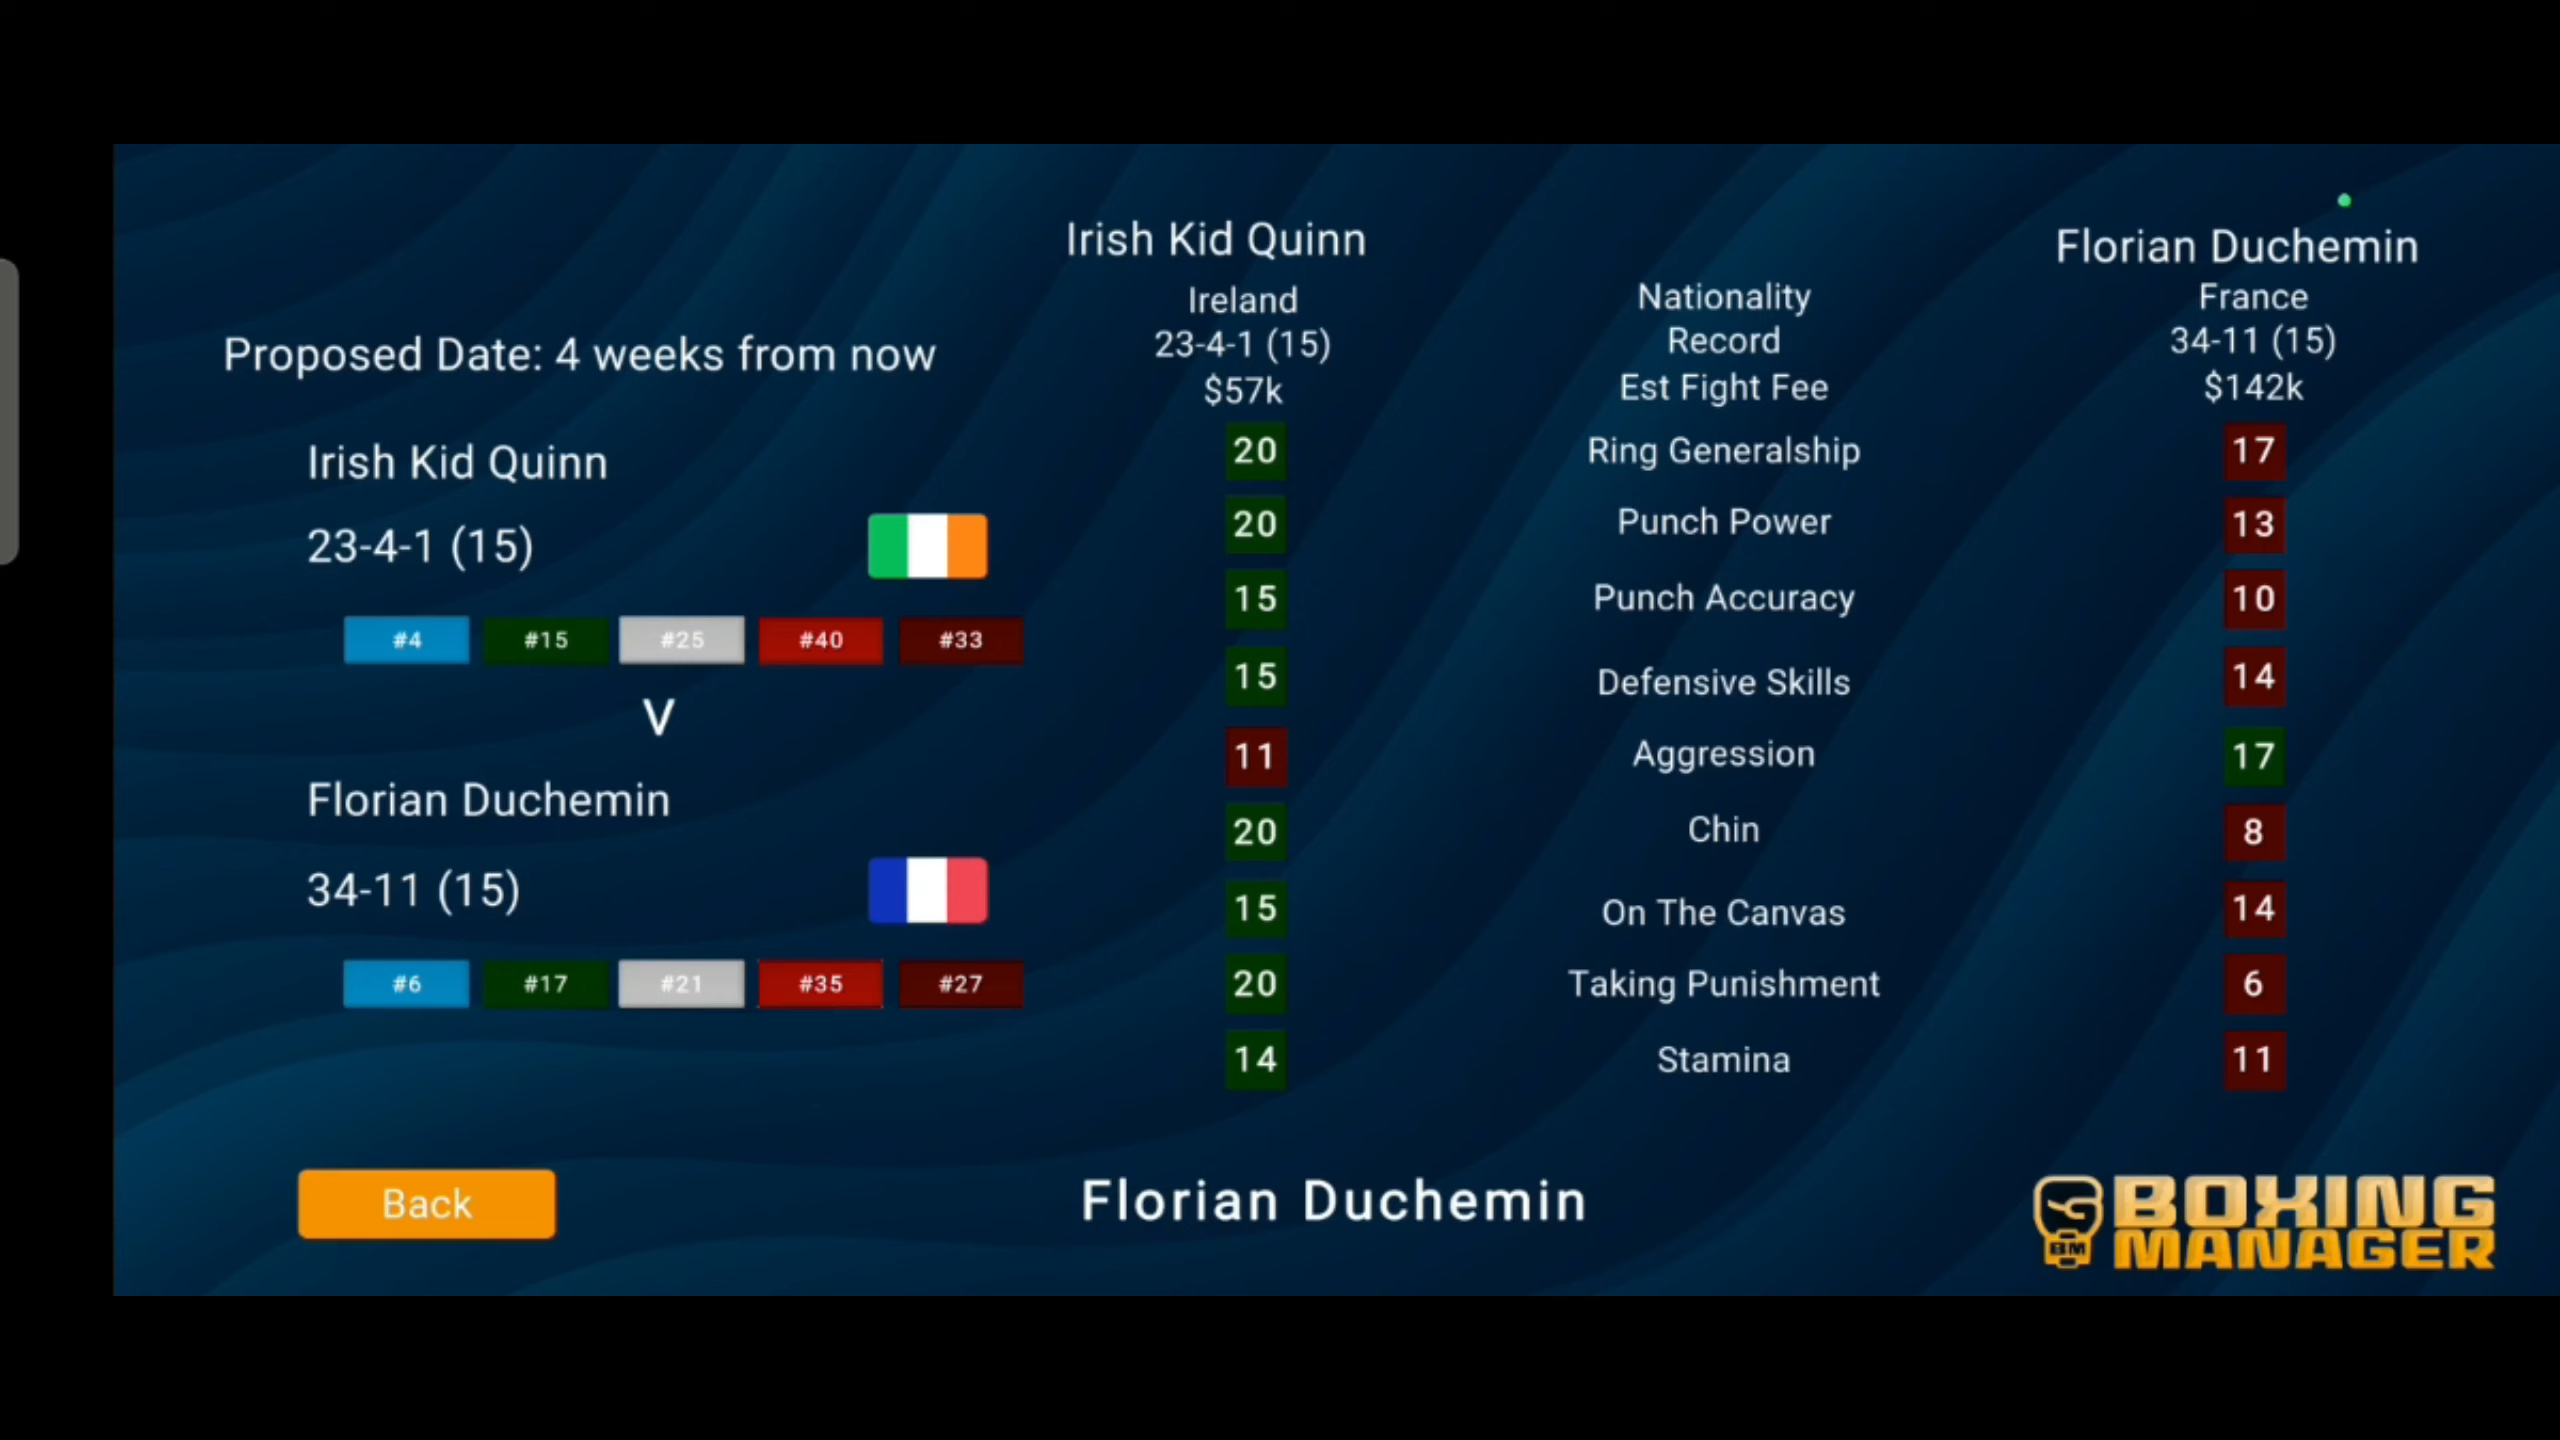 Proposed Date: 4 weeks from now
Irish Kid Quinn
23-4-1 (15)
#4 #15 #25 #40 #33
V
Florian Duchemin
34-11 (15)
#6 #17 #21 #35 #27
Irish Kid Quinn Florian Duchemin
Ireland Nationality France
23-4-1 (15) Record 34-11 (15)
$57k Est Fight Fee $142k
20 Ring Generalship 17
20 Punch Power 13
15 Punch Accuracy 10
15 Defensive Skills 14
11 Aggression 17
20 Chin 8
15 On The Canvas 14
20 Taking Punishment 6
14 Stamina 11
Back
Florian Duchemin
BM
BOXING
MANAGER